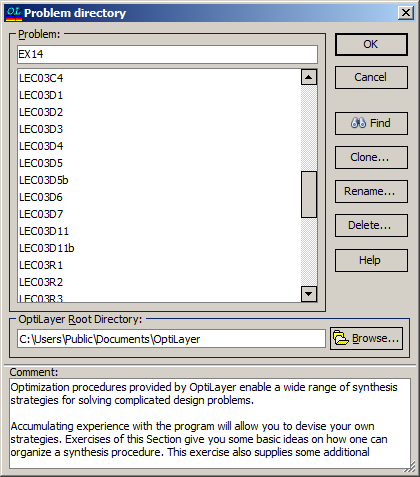 OL Problem directory
Problem:
EX14
LEC03C4
LEC03D1
LEC03D2
LEC03D3
LEC03D4
LEC03D5
LEC03D5b
LEC03D6
LEC03D7
LEC03D11
LEC03D11b
LEC03R1
LEC03R2
LEC03R3
OK
Cancel
Find
Clone...
Rename...
Delete...
Help
OptiLayer Root Directory:
C:\Users\Public\Documents\OptiLayer
Browse...
Comment:
Optimization procedures provided by OptiLayer enable a wide range of synthesis
strategies for solving complicated design problems.
Accumulating experience with the program will allow you to devise your own
strategies. Exercises of this Section give you some basic ideas on how one can
organize a synthesis procedure. This exercise also supplies some additional